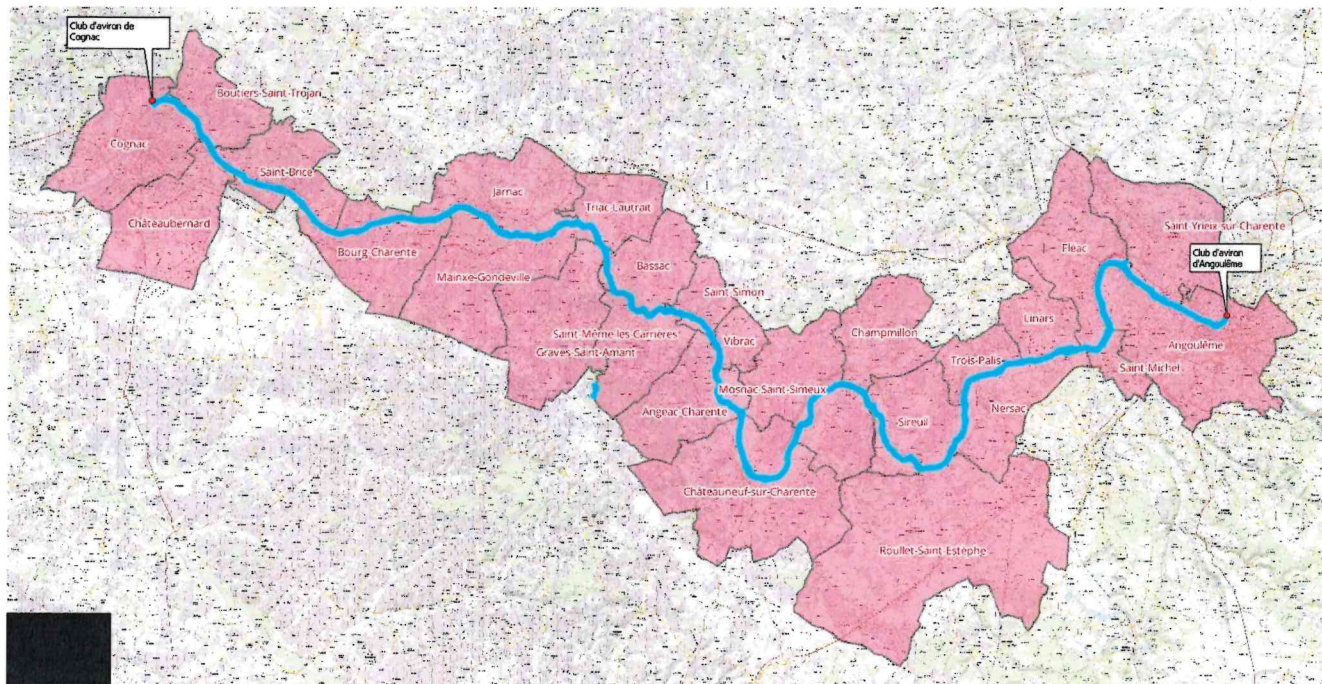 Club d'aviron de
Cognac
Boutiers-Saint-Trojan
Cognac
Saint-Brice
Châteaubernard
Jarnac
Triac-Lautrait
Bourg-Charente
Mainxe-Gondeville
Bassac
Saint-Simon
Saint-Même-les-Carrières
Graves-Saint-Amant
Vibrac
Champmillon
Mosnac-Saint-Simeux
Angeac-Charente
Châteauneuf-sur-Charente
Sireuil
Trois-Palis
Nersac
Roullet-Saint-Estèphe
Linars
Fléac
Saint-Yrieix-sur-Charente
Club d'aviron
d'Angoulême
Angoulême
Saint-Michel